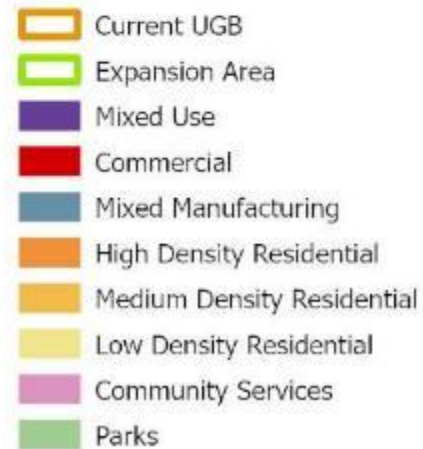 Current UGB
Expansion Area
Mixed Use
Commercial
Mixed Manufacturing
High Density Residential
Medium Density Residential
Low Density Residential
Community Services
Parks